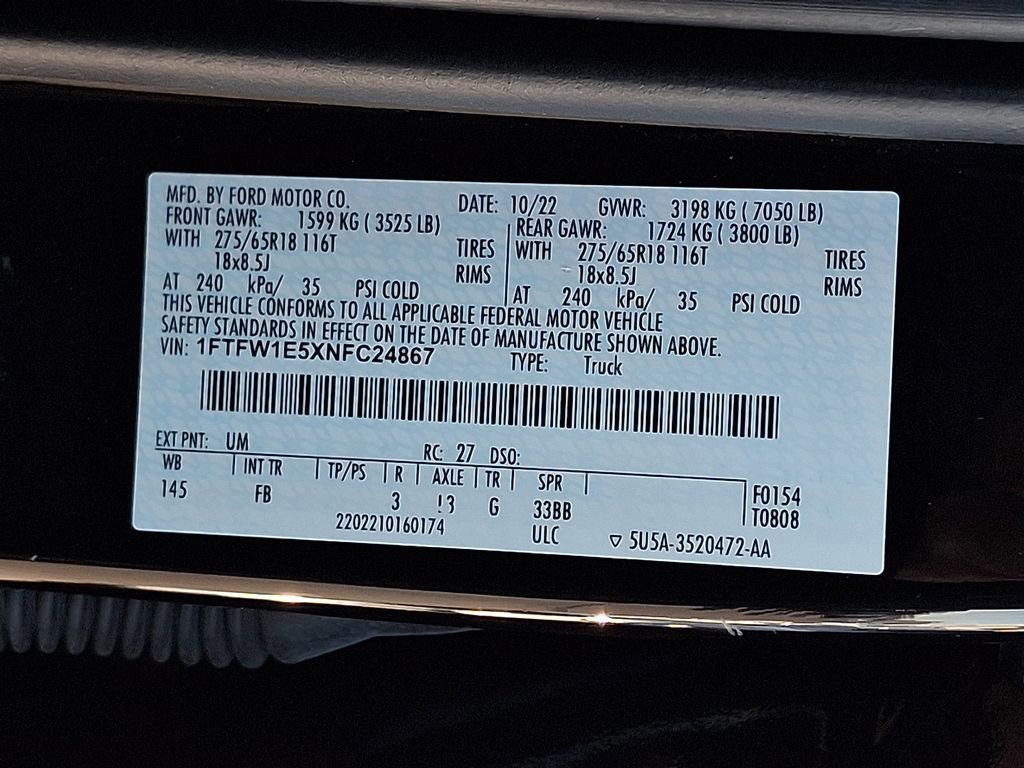 MFD. BY FORD MOTOR CO. DATE: 10/22 GVWR: 3198 KG ( 7050 LB)
FRONT GAWR: 1599 KG ( 3525 LB) REAR GAWR: 1724 KG ( 3800 LB)
WITH 275/65R18 116T TIRES WITH 275/65R18 116T TIRES
18x8.5J RIMS 18x8.5J RIMS
AT 240 kPa/ 35 PSI COLD AT 240 kPa/ 35 PSI COLD
THIS VEHICLE CONFORMS TO ALL APPLICABLE FEDERAL MOTOR VEHICLE
SAFETY STANDARDS IN EFFECT ON THE DATE OF MANUFACTURE SHOWN ABOVE.
VIN: 1FTFW1E5XNFC24867 TYPE: Truck
EXT PNT: UM RC: 27 DSO:
WB INT TR TP/PS R AXLE TR SPR
145 FB 3 G 33BB F0154
T0808
2202210160174 ULC ▽ 5U5A-3520472-AA